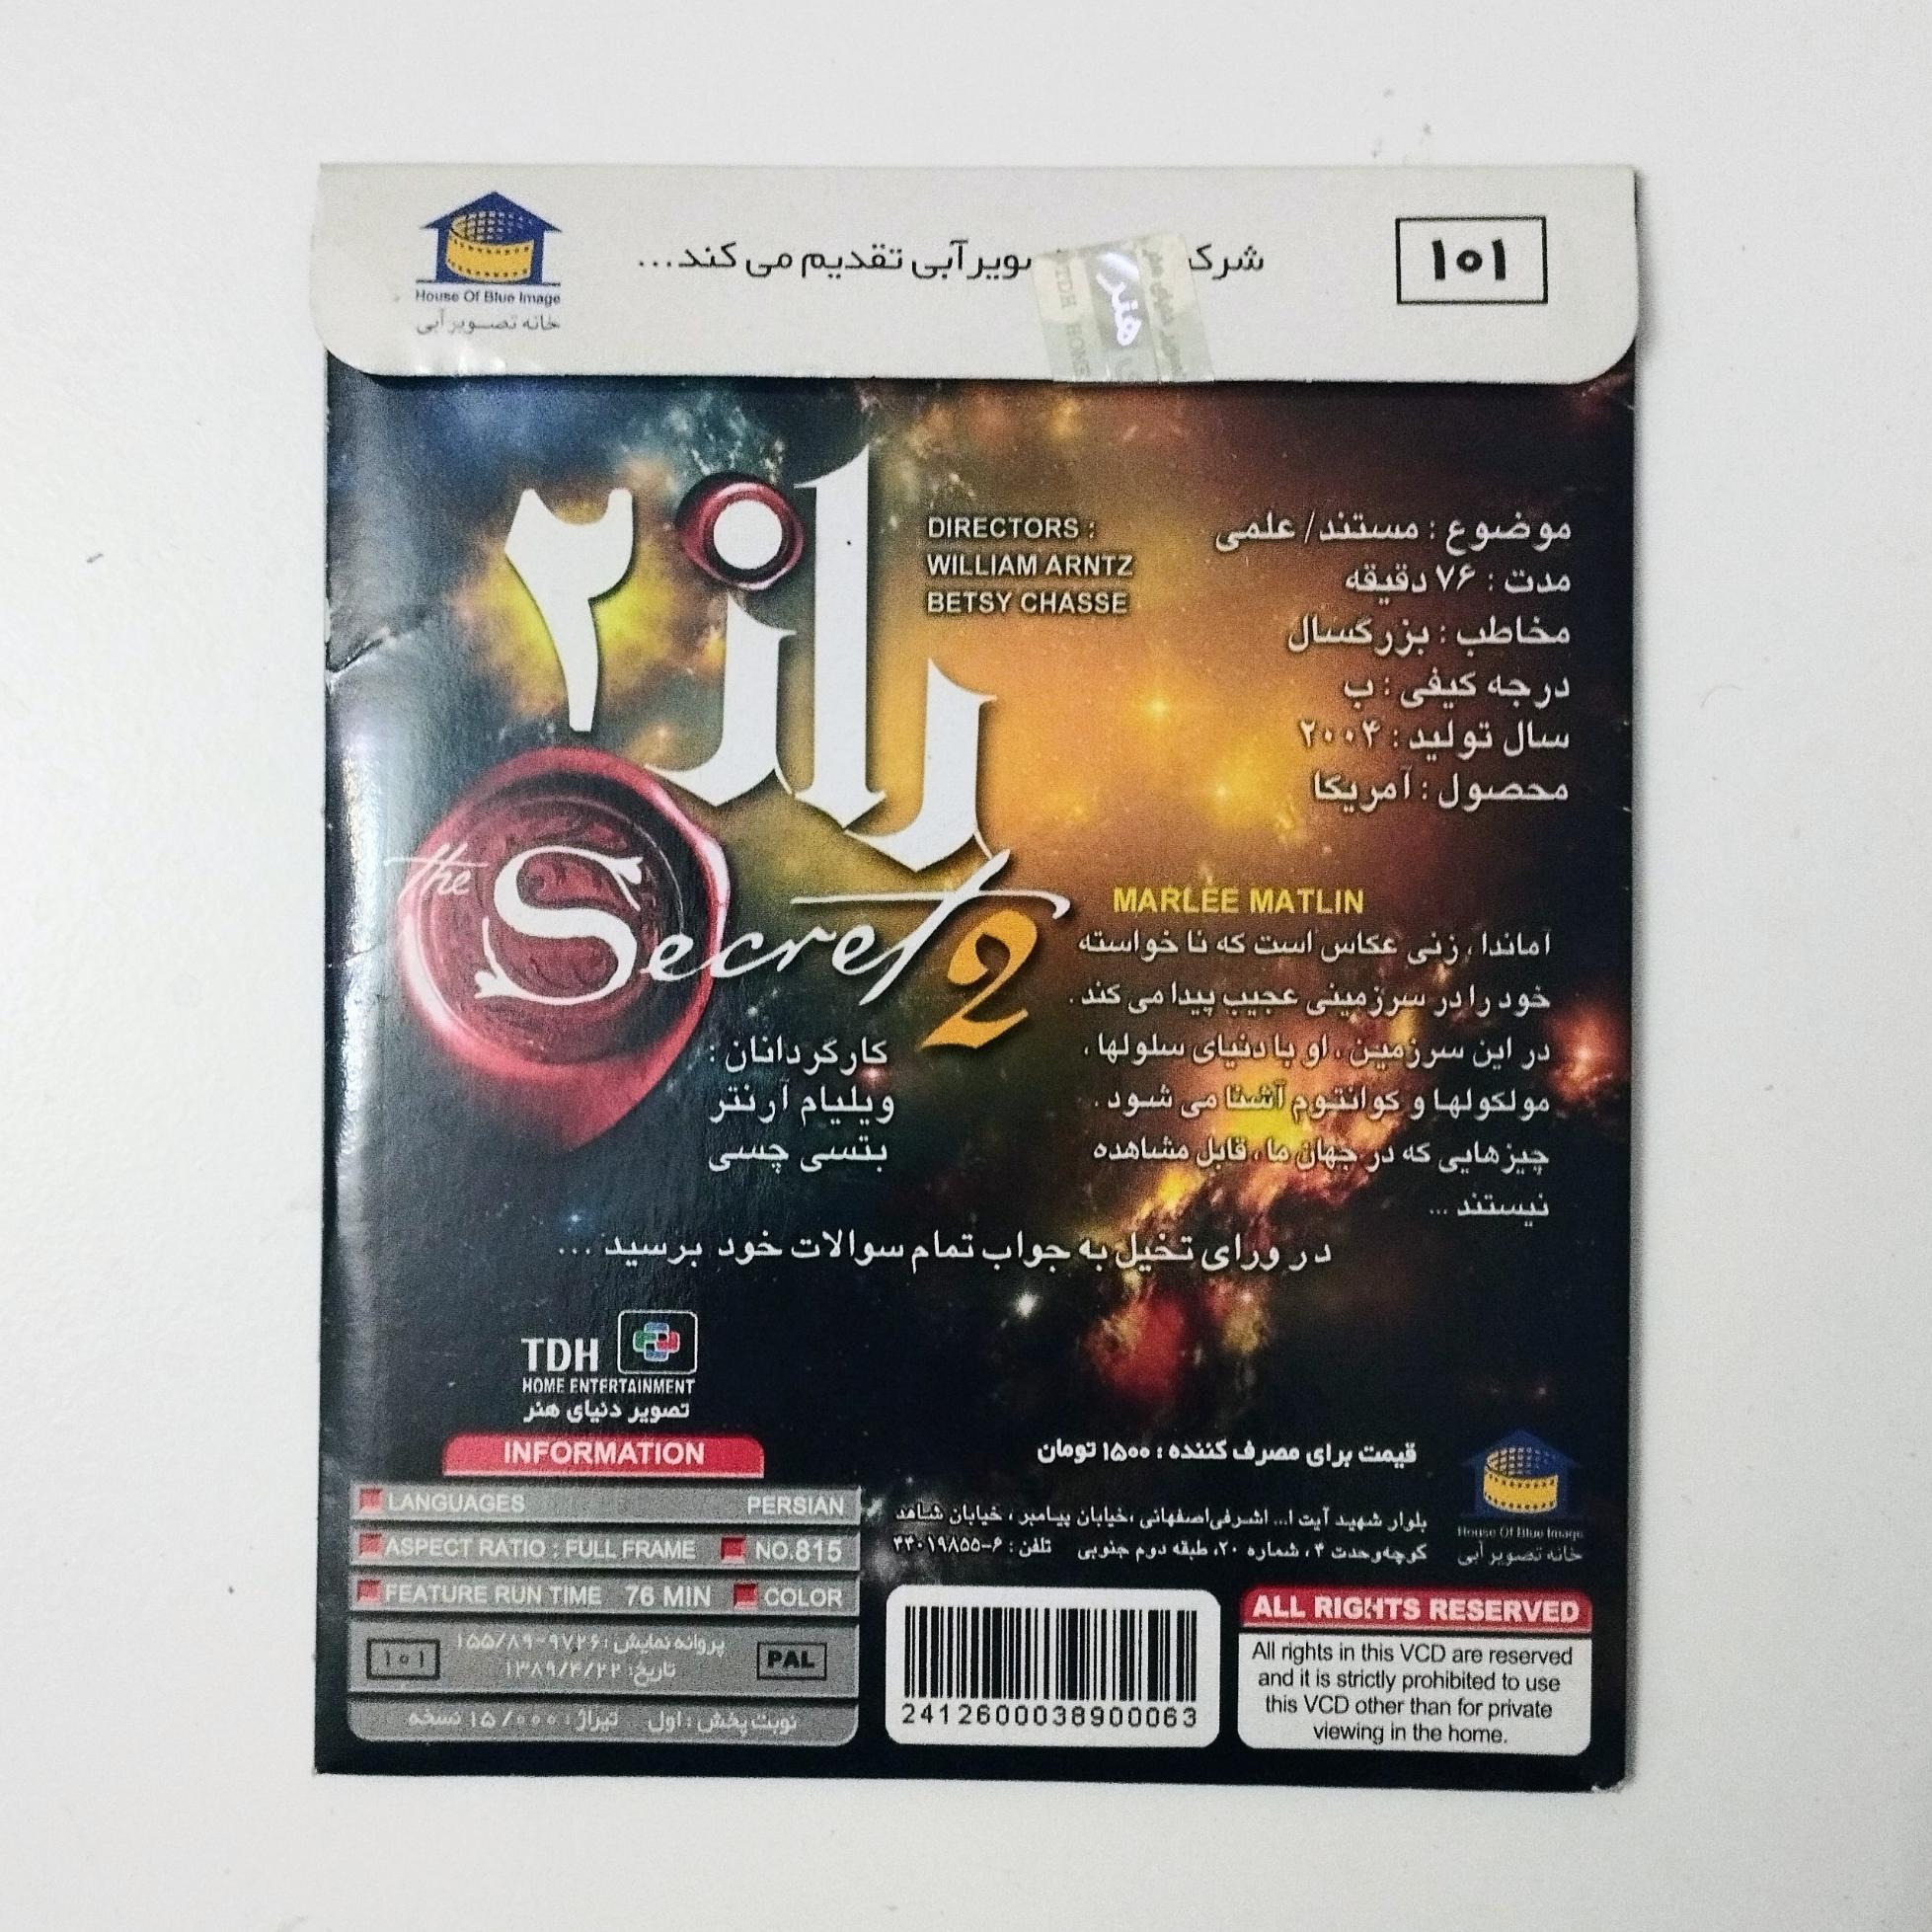 ۱۰۱
شرکت ویر آبی تقدیم می کند...
House Of Blue Image
خانه تصویر آبی
هنر
TDH HOME
راز ۲
the Secret 2
DIRECTORS :
WILLIAM ARNTZ
BETSY CHASSE
موضوع : مستند/ علمی
مدت : ۷۶ دقیقه
مخاطب : بزرگسال
درجه کیفی : ب
سال تولید : ۲۰۰۴
محصول : آمریکا
MARLEE MATLIN
آماندا ، زنی عکاس است که نا خواسته
خود را در سرزمینی عجیب پیدا می کند .
در این سرزمین ، او با دنیای سلولها ،
مولکولها و کوانتوم آشنا می شود .
چیزهایی که در جهان ما ، قابل مشاهده
نیستند ...
کارگردانان :
ویلیام آرنتز
بتسی چسی
در ورای تخیل به جواب تمام سوالات خود برسید ...
TDH
HOME ENTERTAINMENT
تصویر دنیای هنر
INFORMATION
LANGUAGES PERSIAN
ASPECT RATIO : FULL FRAME NO.815
FEATURE RUN TIME 76 MIN COLOR
پروانه نمایش : ۹۷۲۶-۱۵۵/۸۹
تاریخ: ۱۳۸۹/۴/۲۲
۱۰۱
PAL
نوبت پخش : اول تیراژ : ۱۵/۰۰۰ نسخه
قیمت برای مصرف کننده : ۱۵۰۰ تومان
بلوار شهید آیت ا... اشرفی اصفهانی ،خیابان پیامبر ، خیابان شاهد
کوچه وحدت ۴ ، شماره ۲۰، طبقه دوم جنوبی تلفن : ۶-۴۴۰۱۹۸۵۵
House Of Blue Image
خانه تصویر آبی
2412600038900063
ALL RIGHTS RESERVED
All rights in this VCD are reserved
and it is strictly prohibited to use
this VCD other than for private
viewing in the home.